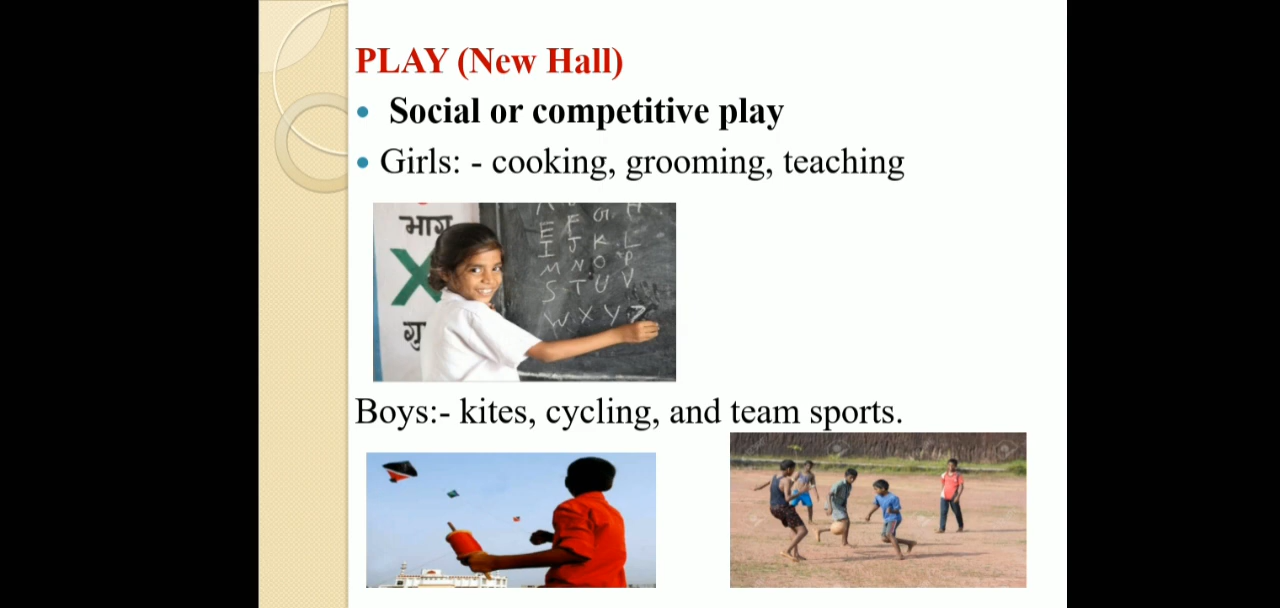 PLAY (New Hall)
Social or competitive play
Girls: - cooking, grooming, teaching
भाग
X
गु
E F G H
I J K L
M N O P
S T U V
W X Y Z
Boys:- kites, cycling, and team sports.